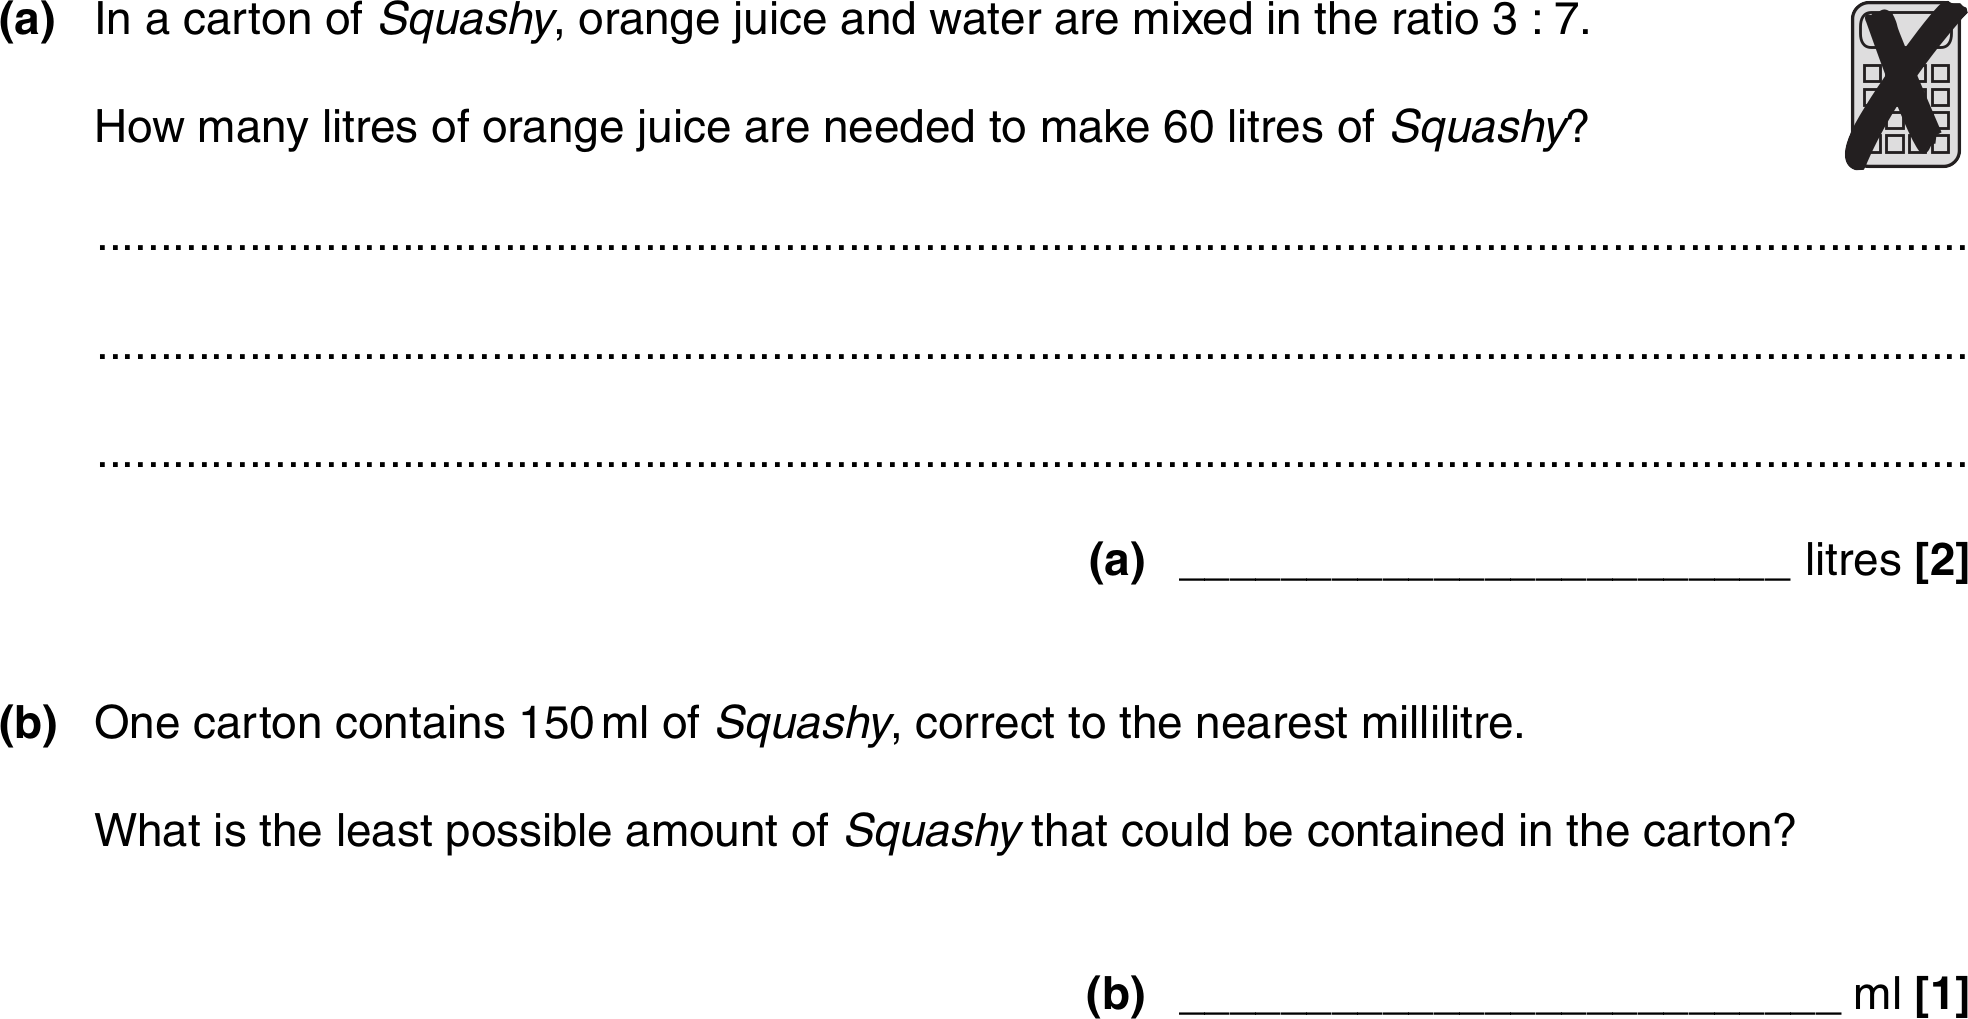 (a) In a carton of Squashy, orange juice and water are mixed in the ratio 3 : 7.
How many litres of orange juice are needed to make 60 litres of Squashy?
(a) ________________________ litres [2]
(b) One carton contains 150 ml of Squashy, correct to the nearest millilitre.
What is the least possible amount of Squashy that could be contained in the carton?
(b) __________________________ ml [1]